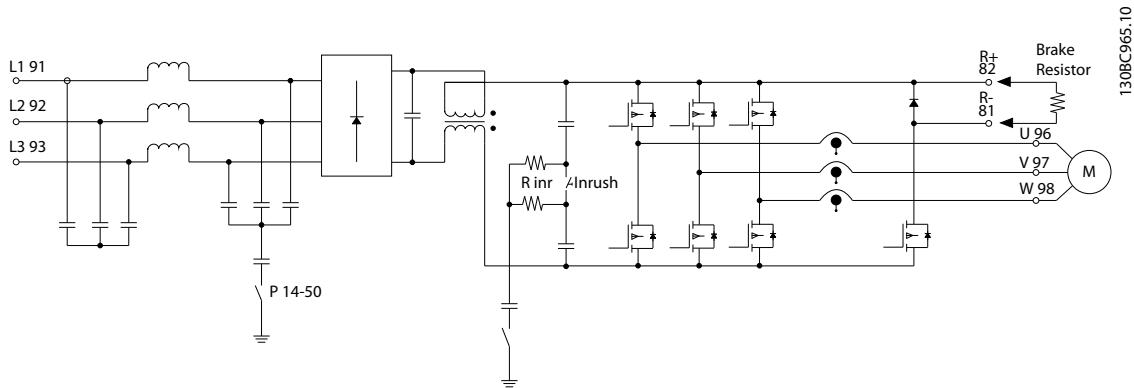 L1 91
L2 92
L3 93
P 14-50
R inr
Inrush
R+
82
R-
81
Brake
Resistor
U 96
V 97
W 98
M
130BC965.10